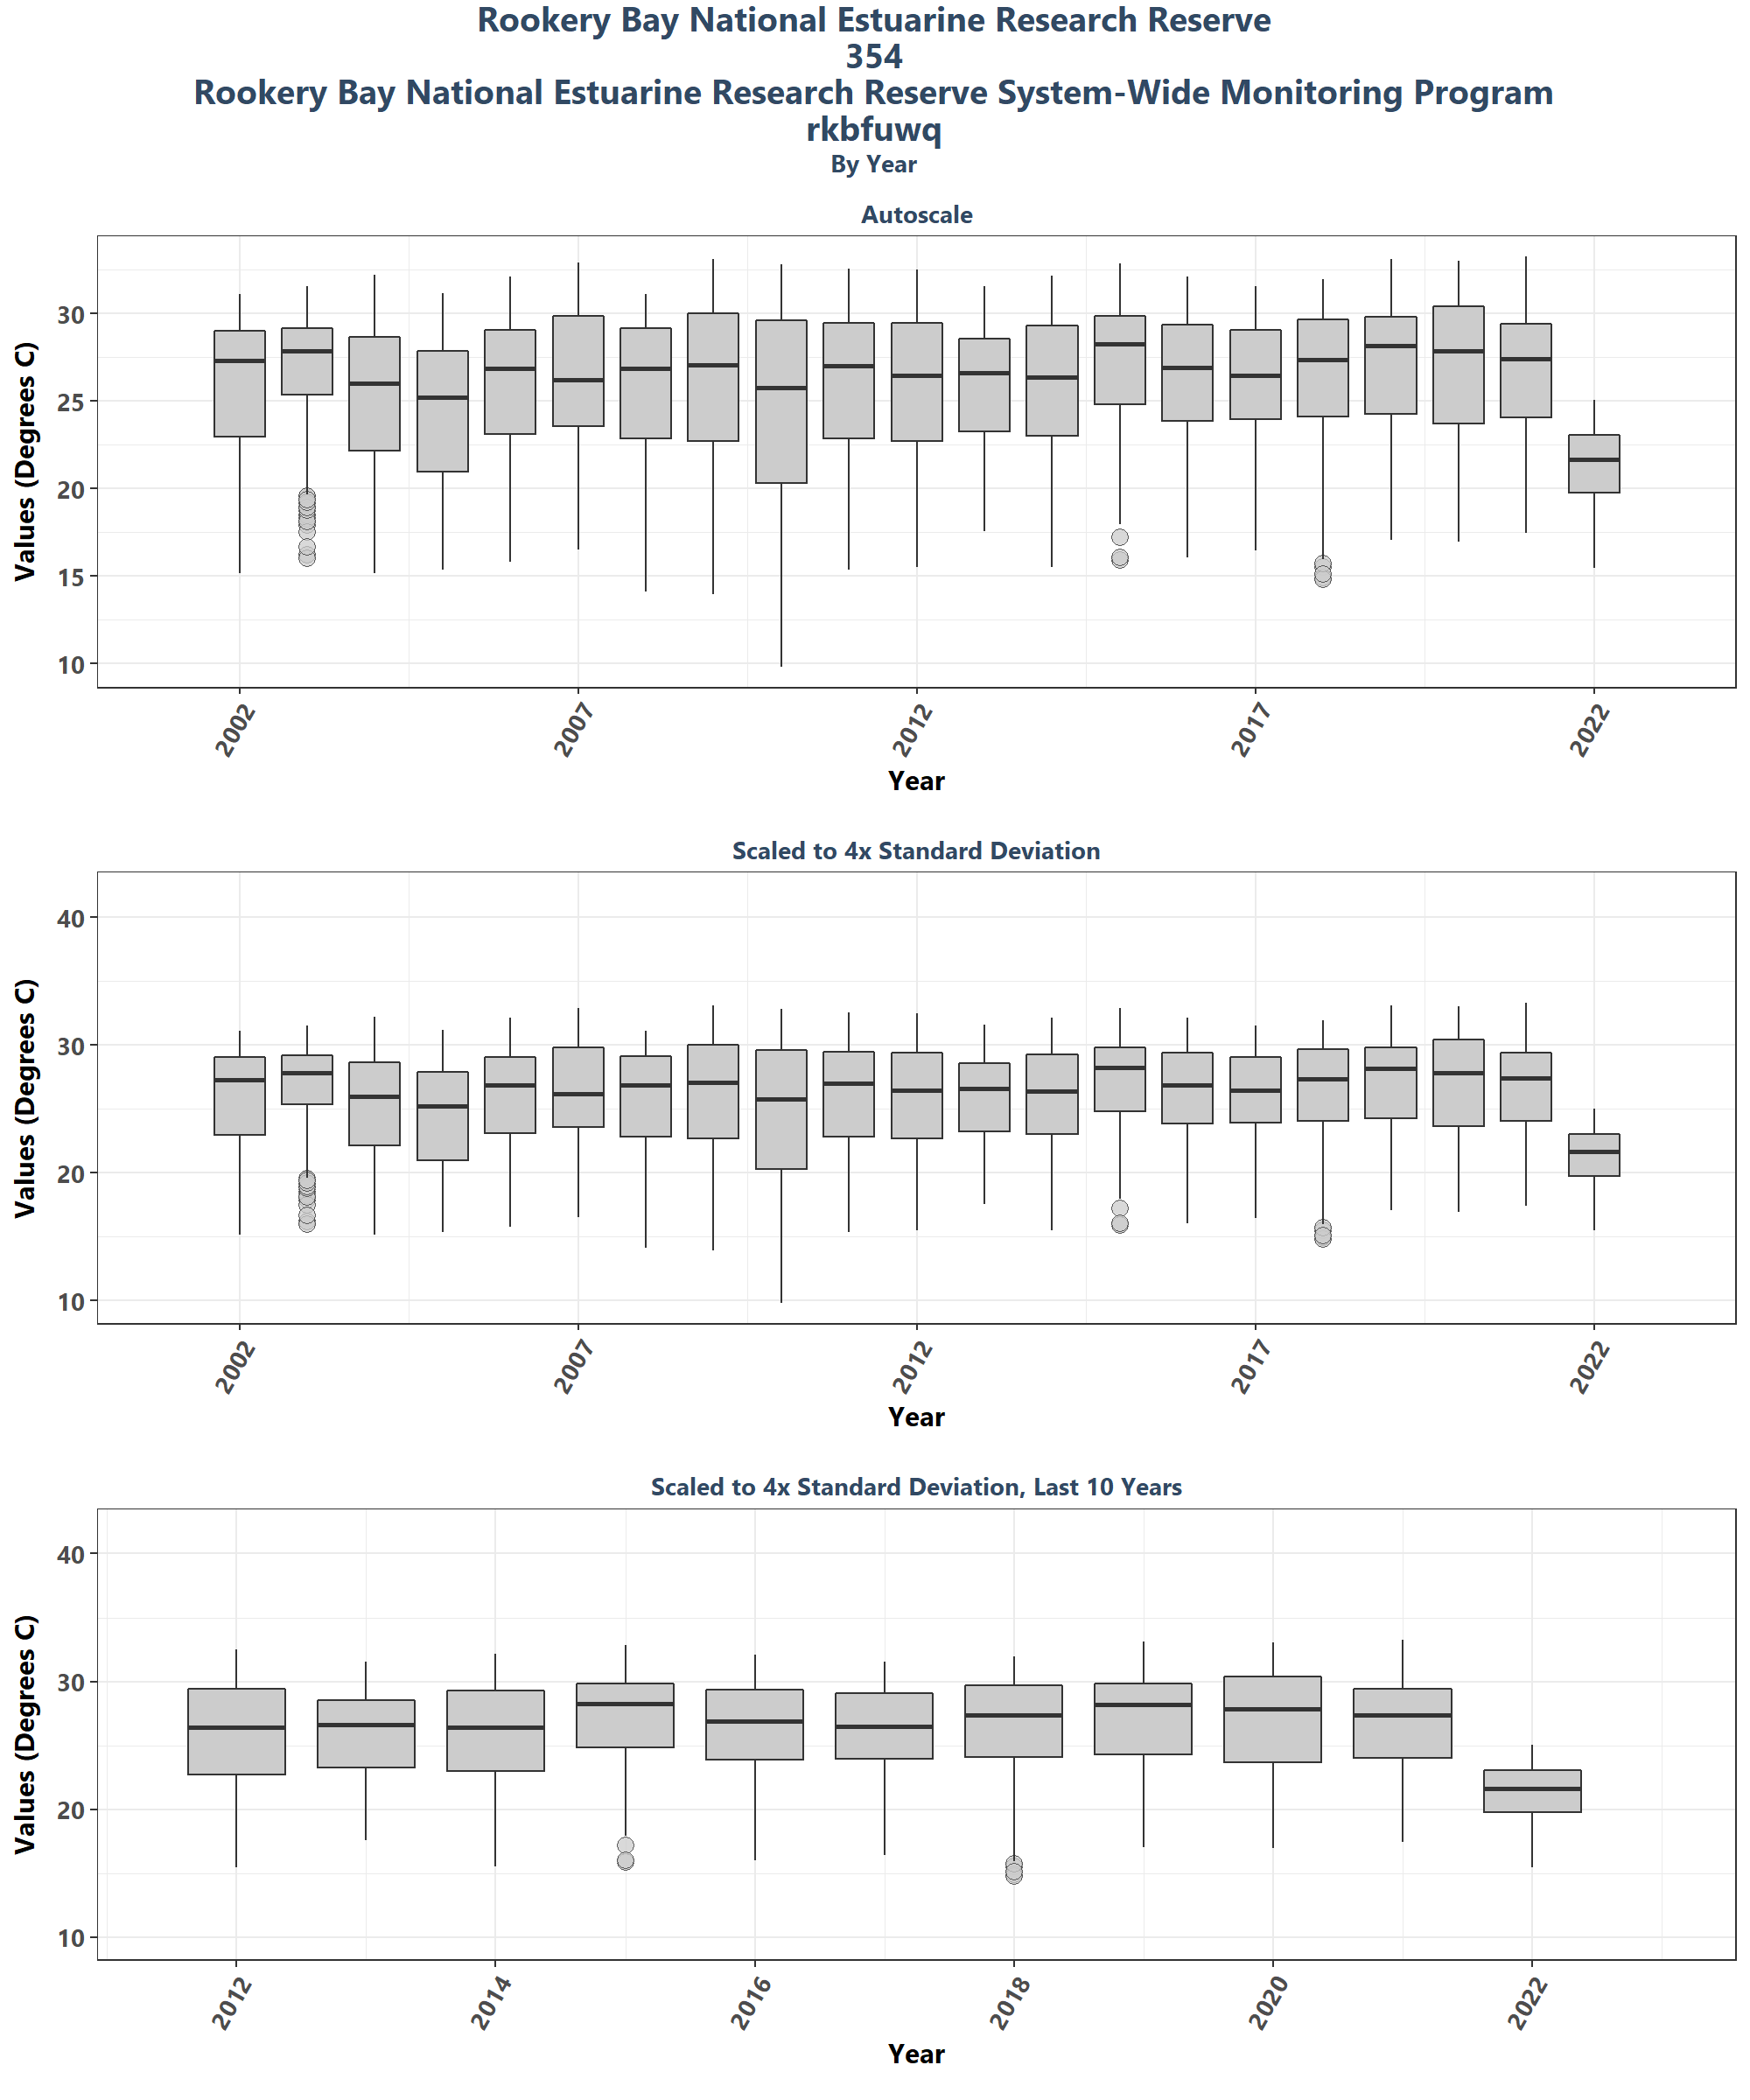 Rookery Bay National Estuarine Research Reserve
354
Rookery Bay National Estuarine Research Reserve System-Wide Monitoring Program
rkbfuwq
By Year
Autoscale
Values (Degrees C)
30
25
20
15
10
2002
2007
2012
2017
2022
Year
Scaled to 4x Standard Deviation
Values (Degrees C)
40
30
20
10
2002
2007
2012
2017
2022
Year
Scaled to 4x Standard Deviation, Last 10 Years
Values (Degrees C)
40
30
20
10
2012
2014
2016
2018
2020
2022
Year